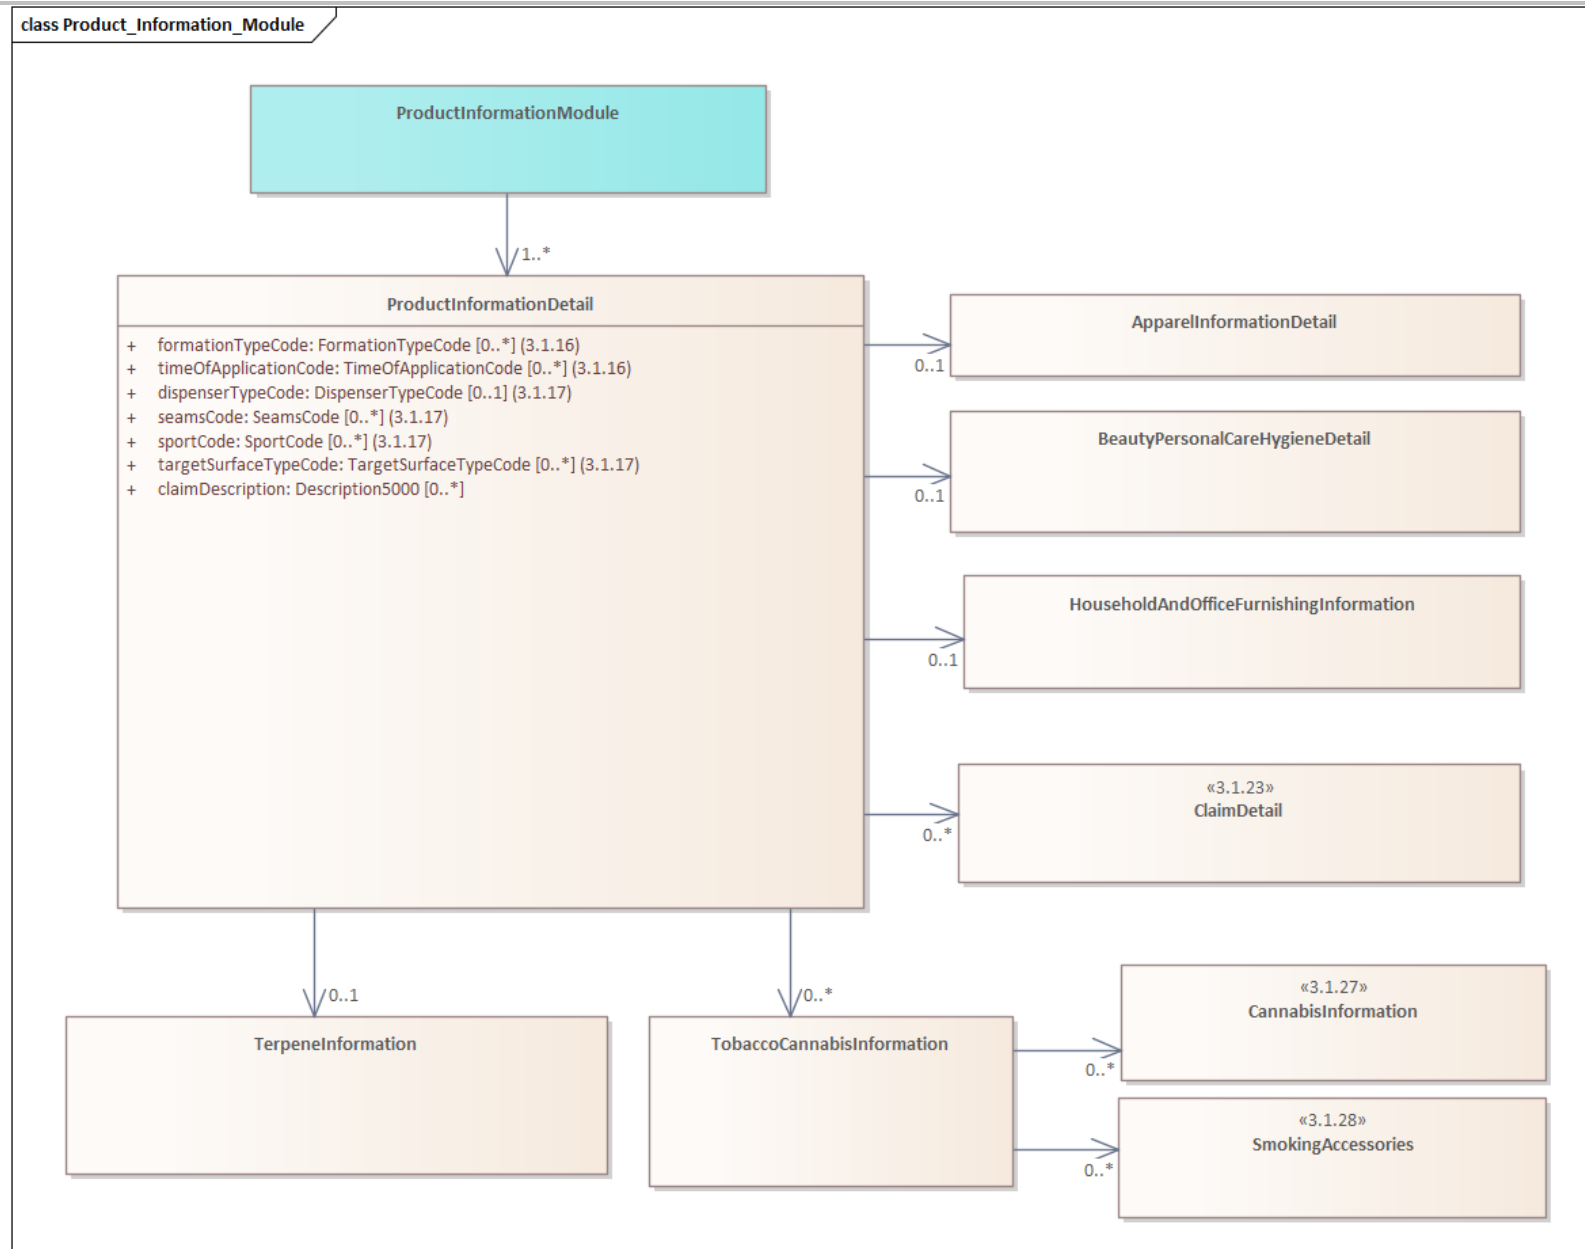 class Product_Information_Module
ProductInformationModule
1..*
ProductInformationDetail
+ formationTypeCode: FormationTypeCode [0..*] (3.1.16)
+ timeOfApplicationCode: TimeOfApplicationCode [0..*] (3.1.16)
+ dispenserTypeCode: DispenserTypeCode [0..1] (3.1.17)
+ seamsCode: SeamsCode [0..*] (3.1.17)
+ sportCode: SportCode [0..*] (3.1.17)
+ targetSurfaceTypeCode: TargetSurfaceTypeCode [0..*] (3.1.17)
+ claimDescription: Description5000 [0..*]
ApparelInformationDetail
0..1
BeautyPersonalCareHygieneDetail
0..1
HouseholdAndOfficeFurnishingInformation
0..1
«3.1.23»
ClaimDetail
0..*
0..1
TerpeneInformation
0..*
TobaccoCannabisInformation
«3.1.27»
CannabisInformation
0..*
«3.1.28»
SmokingAccessories
0..*